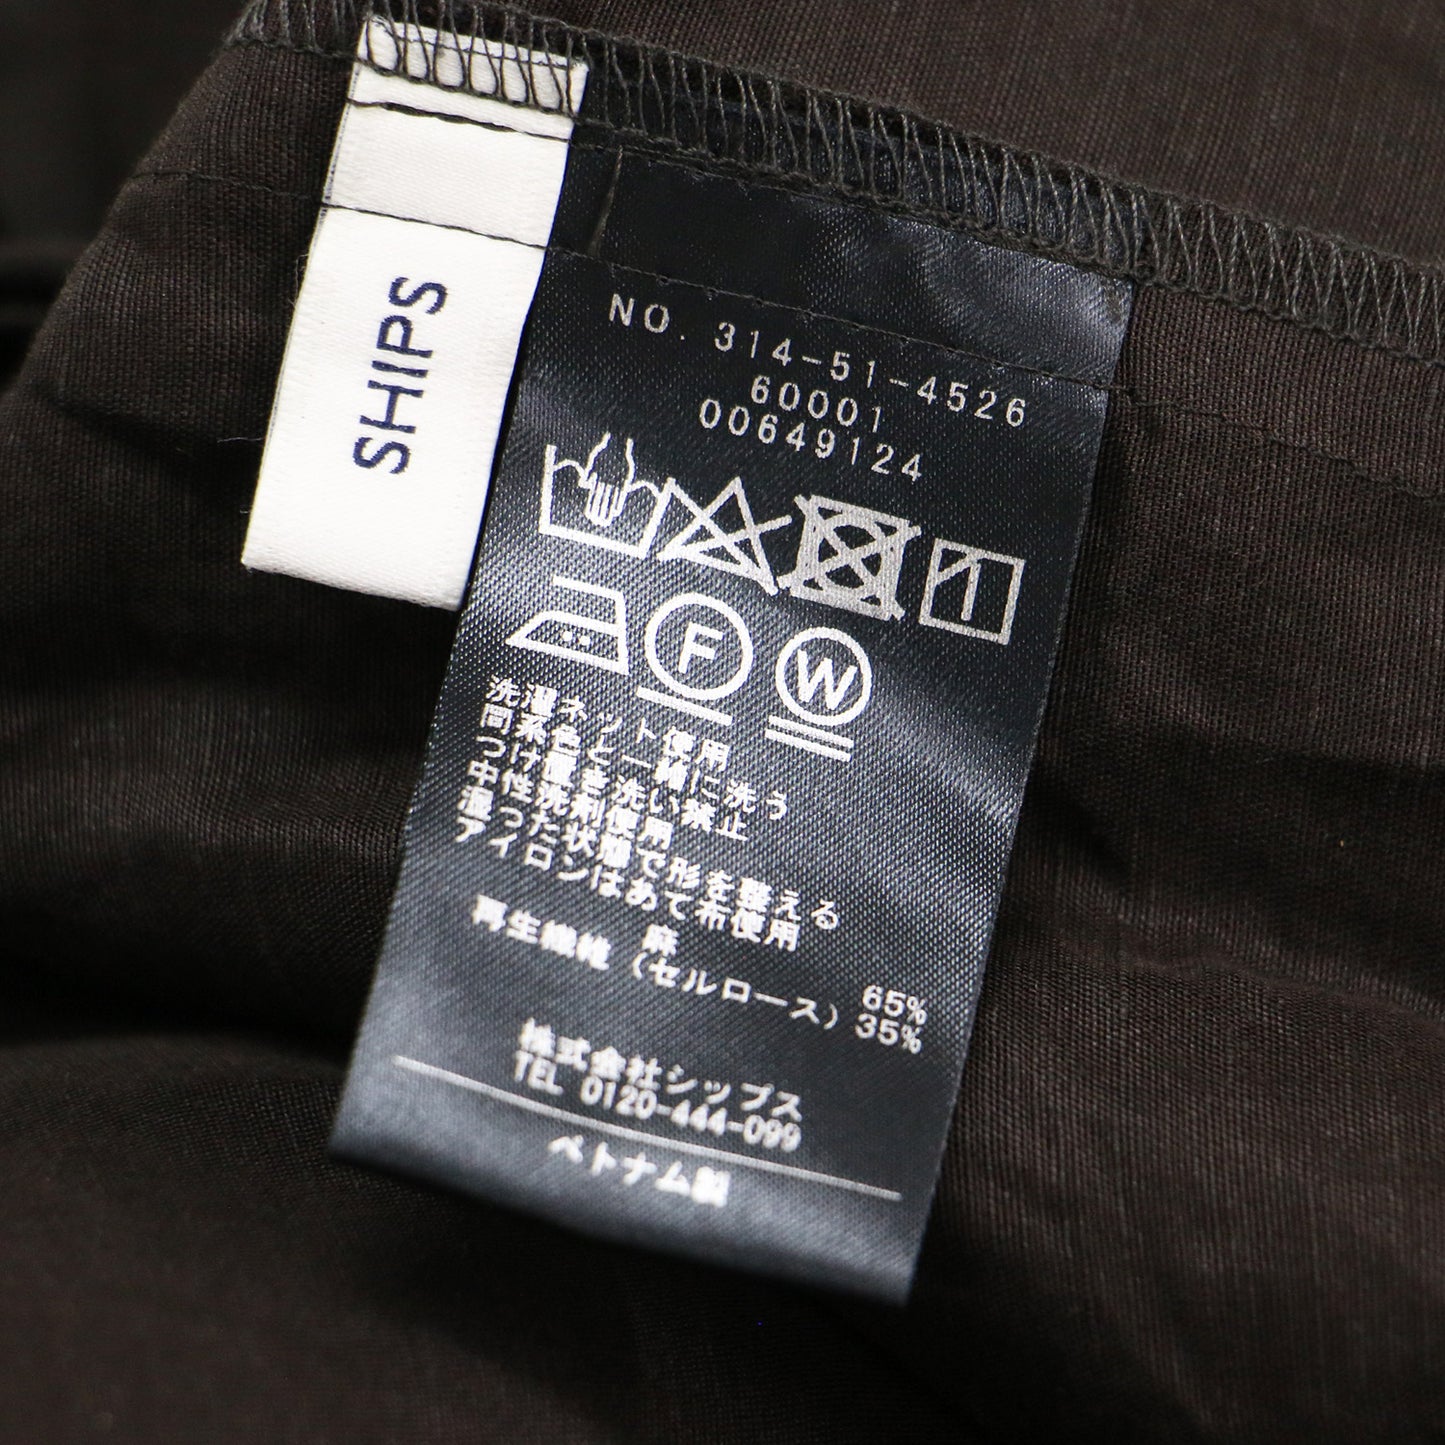 SHIPS
NO. 314-51-4526
60001
00649124
F
W
洗濯ネット使用
同系色と一緒に洗う
つけ置き洗い禁止
中性洗剤使用
湿った状態で形を整える
アイロンはあて布使用
麻 65%
再生繊維 (セルロース) 35%
株式会社シップス
TEL 0120-444-099
ベトナム製